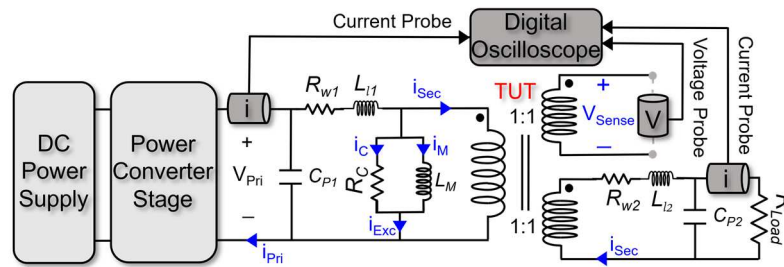 Current Probe
Digital
Oscilloscope
Voltage Probe
Current Probe
DC
Power
Supply
Power
Converter
Stage
i
R_w1
L_l1
i_Sec
TUT
1:1
1:1
+
V_Sense
–
V
+
V_Pri
–
C_P1
i_C
i_M
R_C
L_M
i_Exc
i_Pri
R_w2
L_l2
i
C_P2
R_Load
i_Sec